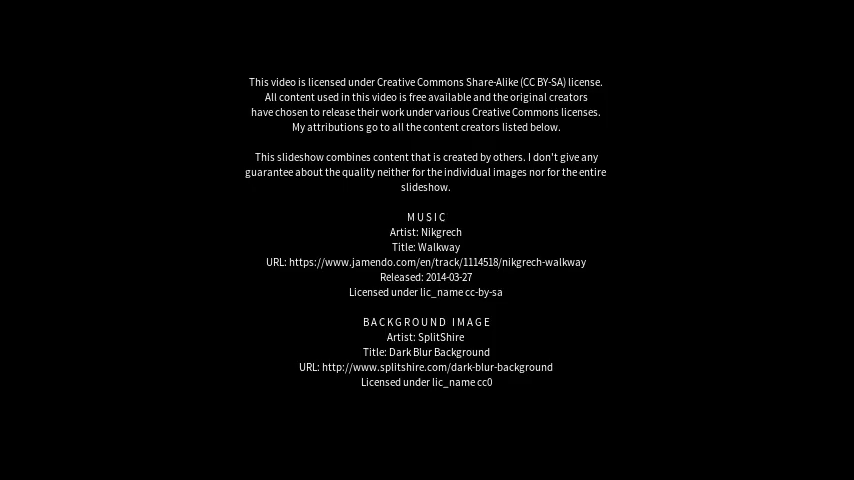 This video is licensed under Creative Commons Share-Alike (CC BY-SA) license.
All content used in this video is free available and the original creators
have chosen to release their work under various Creative Commons licenses.
My attributions go to all the content creators listed below.
This slideshow combines content that is created by others. I don't give any
guarantee about the quality neither for the individual images nor for the entire
slideshow.
MUSIC
Artist: Nikgrech
Title: Walkway
URL: https://www.jamendo.com/en/track/1114518/nikgrech-walkway
Released: 2014-03-27
Licensed under lic_name cc-by-sa
BACKGROUND IMAGE
Artist: SplitShire
Title: Dark Blur Background
URL: http://www.splitshire.com/dark-blur-background
Licensed under lic_name cc0